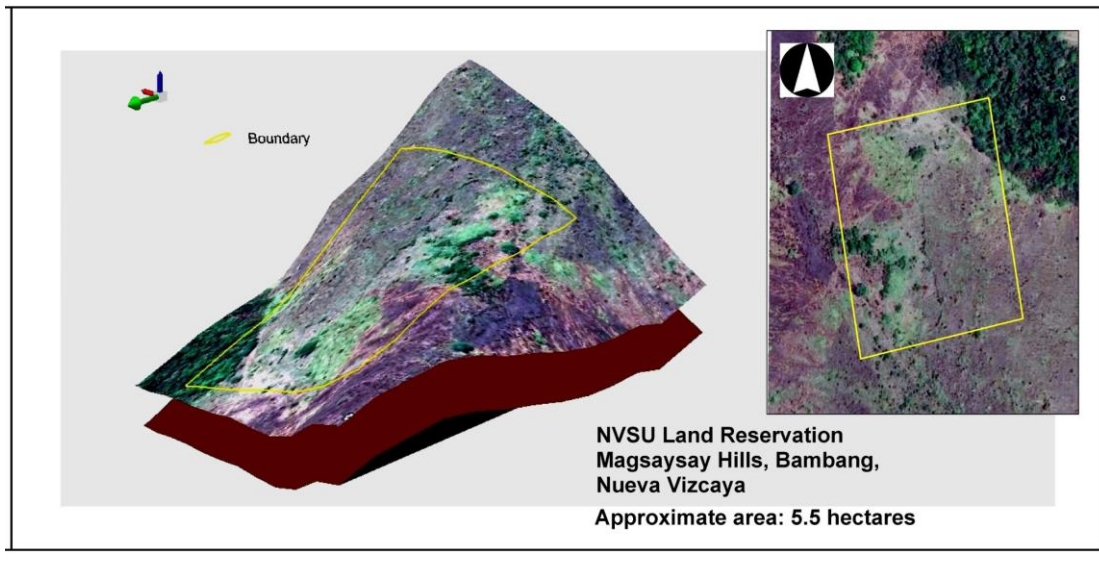 Boundary
NVSU Land Reservation
Magsaysay Hills, Bambang,
Nueva Vizcaya
Approximate area: 5.5 hectares